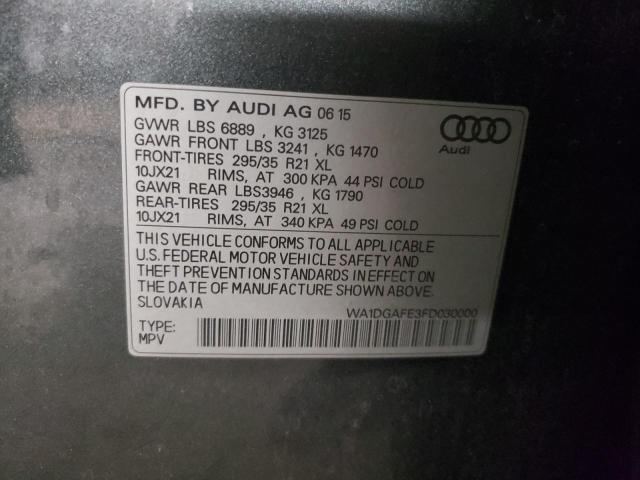 MFD. BY AUDI AG 06 15
GVWR LBS 6889 , KG 3125
GAWR FRONT LBS 3241 , KG 1470
FRONT-TIRES 295/35 R21 XL
10JX21 RIMS, AT 300 KPA 44 PSI COLD
GAWR REAR LBS3946 , KG 1790
REAR-TIRES 295/35 R21 XL
10JX21 RIMS, AT 340 KPA 49 PSI COLD
Audi
THIS VEHICLE CONFORMS TO ALL APPLICABLE
U.S. FEDERAL MOTOR VEHICLE SAFETY AND
THEFT PREVENTION STANDARDS IN EFFECT ON
THE DATE OF MANUFACTURE SHOWN ABOVE.
SLOVAKIA
WA1DGAFE3FD030000
TYPE:
MPV